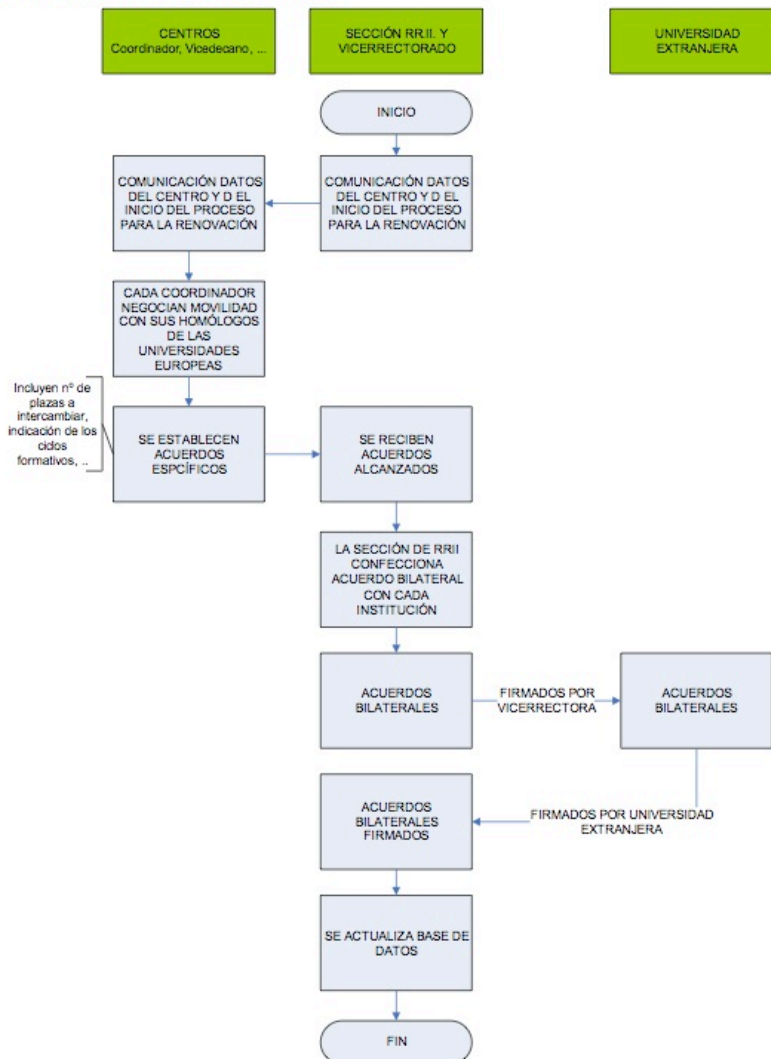 CENTROS
Coordinador, Vicedecano, ...
SECCIÓN RR.II. Y
VICERRECTORADO
UNIVERSIDAD
EXTRANJERA
INICIO
COMUNICACIÓN DATOS
DEL CENTRO Y D EL
INICIO DEL PROCESO
PARA LA RENOVACIÓN
COMUNICACIÓN DATOS
DEL CENTRO Y D EL
INICIO DEL PROCESO
PARA LA RENOVACIÓN
CADA COORDINADOR
NEGOCIAN MOVILIDAD
CON SUS HOMÓLOGOS
DE LAS
UNIVERSIDADES
EUROPEAS
Incluyen nº de
plazas a
intercambiar,
indicación de los
ciclos
formativos, ..
SE ESTABLECEN
ACUERDOS
ESPCÍFICOS
SE RECIBEN
ACUERDOS
ALCANZADOS
LA SECCIÓN DE RRII
CONFECCIONA
ACUERDO BILATERAL
CON CADA
INSTITUCIÓN
ACUERDOS
BILATERALES
FIRMADOS POR
VICERRECTORA
ACUERDOS
BILATERALES
ACUERDOS
BILATERALES
FIRMADOS
FIRMADOS POR UNIVERSIDAD
EXTRANJERA
SE ACTUALIZA BASE DE
DATOS
FIN